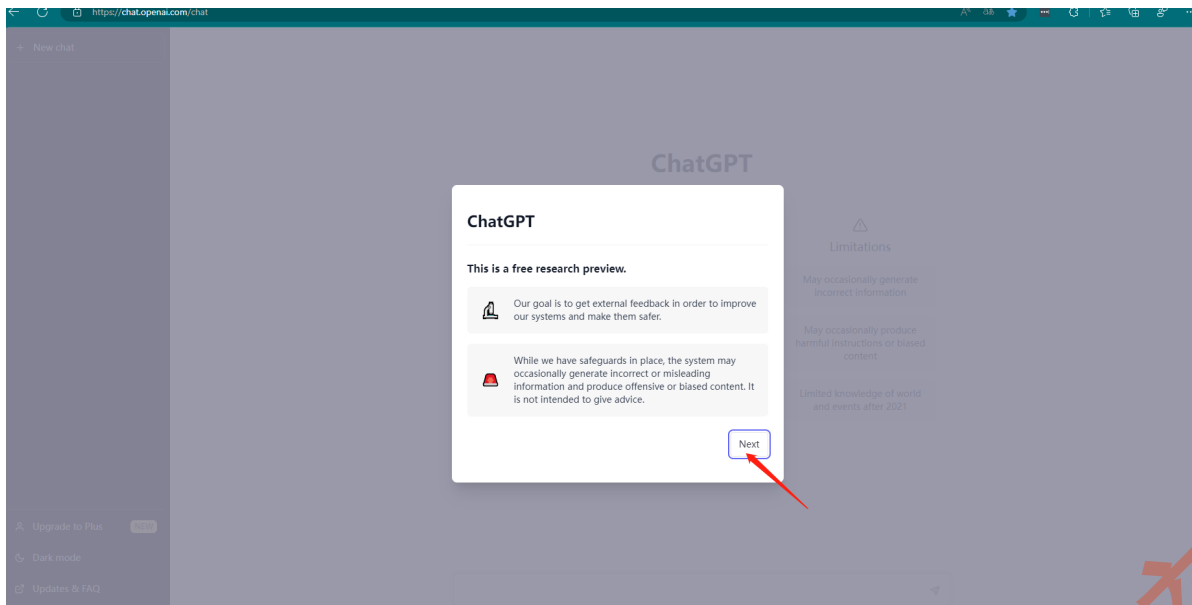 https://chat.openai.com/chat
+ New chat
ChatGPT
ChatGPT
Limitations
This is a free research preview.
May occasionally generate
incorrect information
Our goal is to get external feedback in order to improve
our systems and make them safer.
May occasionally produce
harmful instructions or biased
content
While we have safeguards in place, the system may
occasionally generate incorrect or misleading
information and produce offensive or biased content. It
is not intended to give advice.
Limited knowledge of world
and events after 2021
Next
Upgrade to Plus
NEW
Dark mode
Updates & FAQ